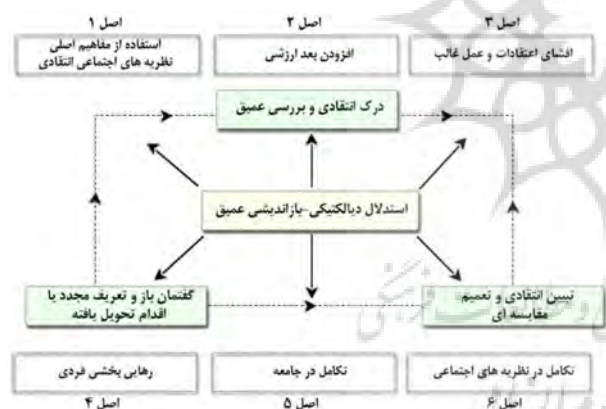 اصل ۳
اصل ۲
اصل ۱
افشای اعتقادات و عمل غالب
افزودن بعد ارزشی
استفاده از مفاهیم اصلی
نظریه های اجتماعی انتقادی
درک انتقادی و بررسی عمیق
استدلال دیالکتیکی-بازاندیشی عمیق
تبیین انتقادی و تعمیم
مقایسه ای
گفتمان باز و تعریف مجدد یا
اقدام تحویل یافته
تکامل در نظریه های اجتماعی
تکامل در جامعه
رهایی بخشی فردی
اصل ۶
اصل ۵
اصل ۴